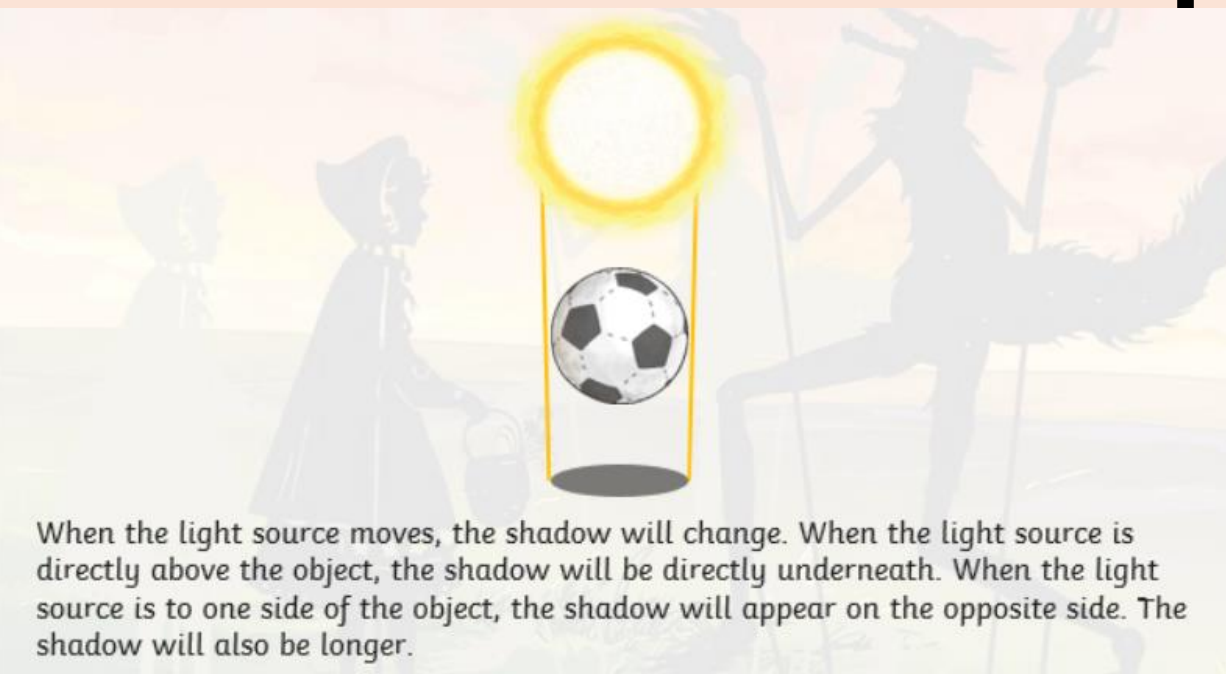 When the light source moves, the shadow will change. When the light source is
directly above the object, the shadow will be directly underneath. When the light
source is to one side of the object, the shadow will appear on the opposite side. The
shadow will also be longer.